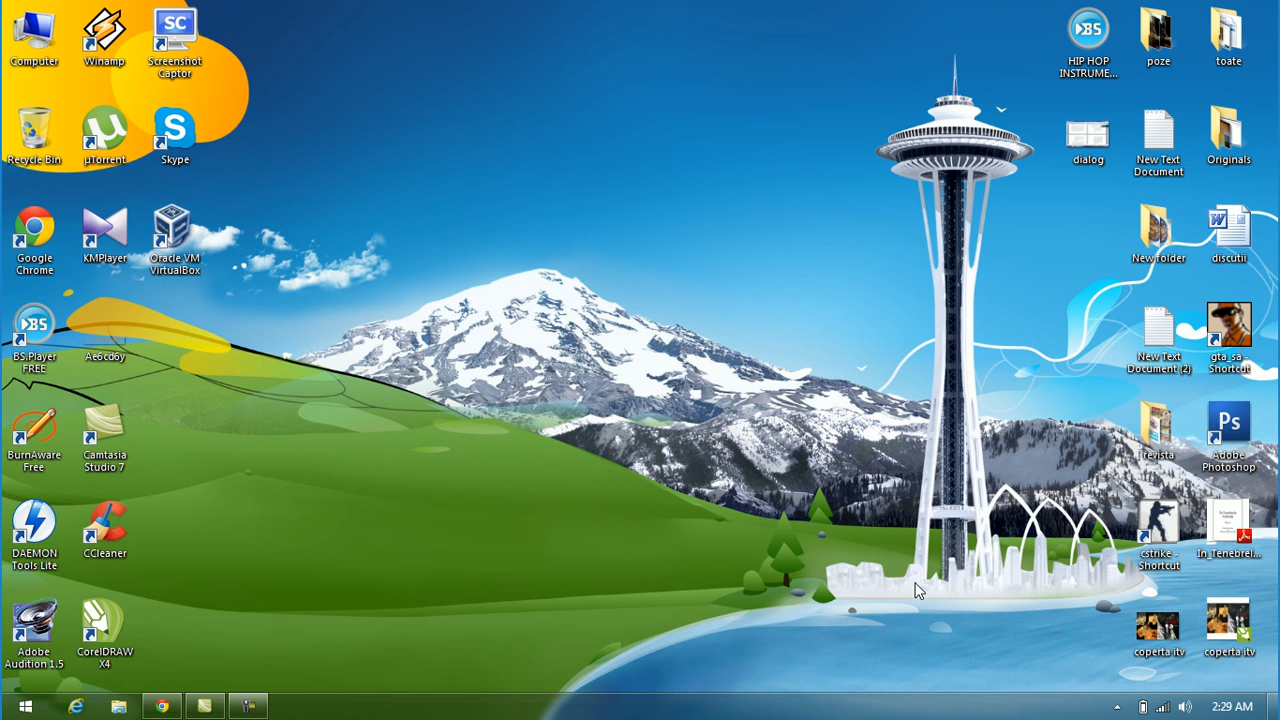 Computer
Winamp
SC
Screenshot
Captor
Recycle Bin
µTorrent
Skype
Google
Chrome
KMPlayer
Oracle VM
VirtualBox
BS
BS.Player
FREE
Ae6cd6y
BurnAware
Free
Camtasia
Studio 7
DAEMON
Tools Lite
CCleaner
Adobe
Audition 1.5
CorelDRAW
X4
BS
HIP HOP
INSTRUME...
poze
toate
dialog
New Text
Document
Originals
New folder
W
discutii
New Text
Document (2)
gta_sa -
Shortcut
revista
Ps
Adobe
Photoshop
cstrike -
Shortcut
In_Tenebrel...
coperta itv
coperta itv
2:29 AM